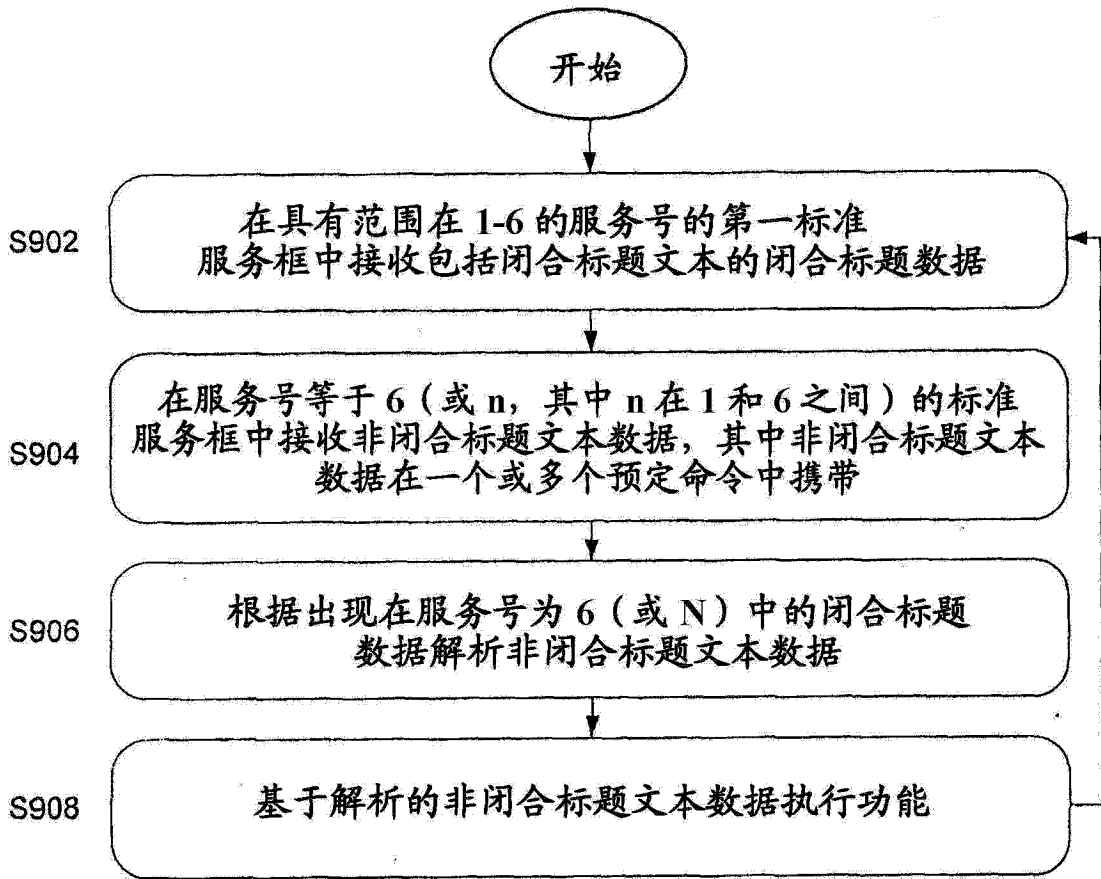 开始
S902
在具有范围在 1-6 的服务号的第一标准
服务框中接收包括闭合标题文本的闭合标题数据
S904
在服务号等于 6（或 n，其中 n 在 1 和 6 之间）的标准
服务框中接收非闭合标题文本数据，其中非闭合标题文本
数据在一个或多个预定命令中携带
S906
根据出现在服务号为 6（或 N）中的闭合标题
数据解析非闭合标题文本数据
S908
基于解析的非闭合标题文本数据执行功能